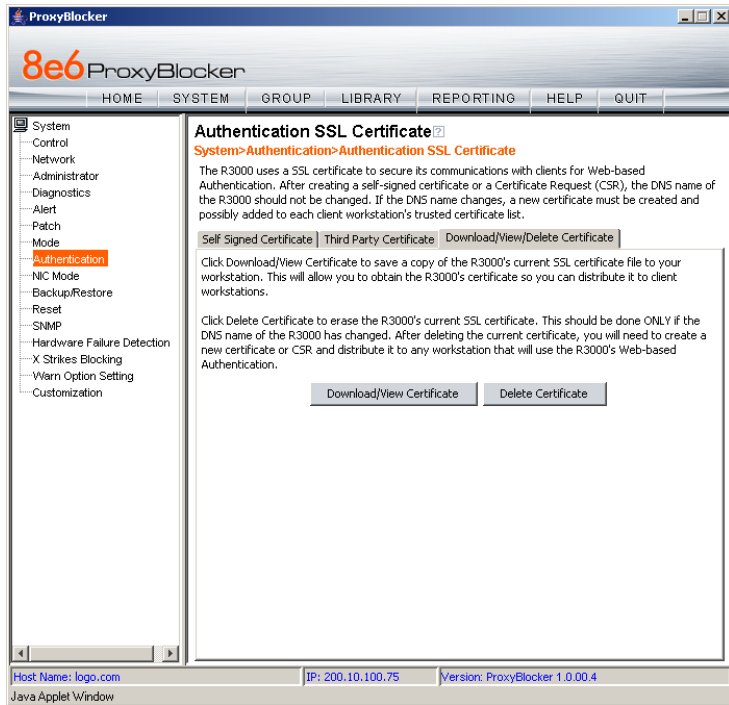 ProxyBlocker
8e6 ProxyBlocker
HOME SYSTEM GROUP LIBRARY REPORTING HELP QUIT
System
Control
Network
Administrator
Diagnostics
Alert
Patch
Mode
Authentication
NIC Mode
Backup/Restore
Reset
SNMP
Hardware Failure Detection
X Strikes Blocking
Warn Option Setting
Customization
Authentication SSL Certificate ?
System>Authentication>Authentication SSL Certificate
The R3000 uses a SSL certificate to secure its communications with clients for Web-based
Authentication. After creating a self-signed certificate or a Certificate Request (CSR), the DNS name of
the R3000 should not be changed. If the DNS name changes, a new certificate must be created and
possibly added to each client workstation's trusted certificate list.
Self Signed Certificate Third Party Certificate Download/View/Delete Certificate
Click Download/View Certificate to save a copy of the R3000's current SSL certificate file to your
workstation. This will allow you to obtain the R3000's certificate so you can distribute it to client
workstations.
Click Delete Certificate to erase the R3000's current SSL certificate. This should be done ONLY if the
DNS name of the R3000 has changed. After deleting the current certificate, you will need to create a
new certificate or CSR and distribute it to any workstation that will use the R3000's Web-based
Authentication.
Download/View Certificate Delete Certificate
Host Name: logo.com IP: 200.10.100.75 Version: ProxyBlocker 1.0.00.4
Java Applet Window